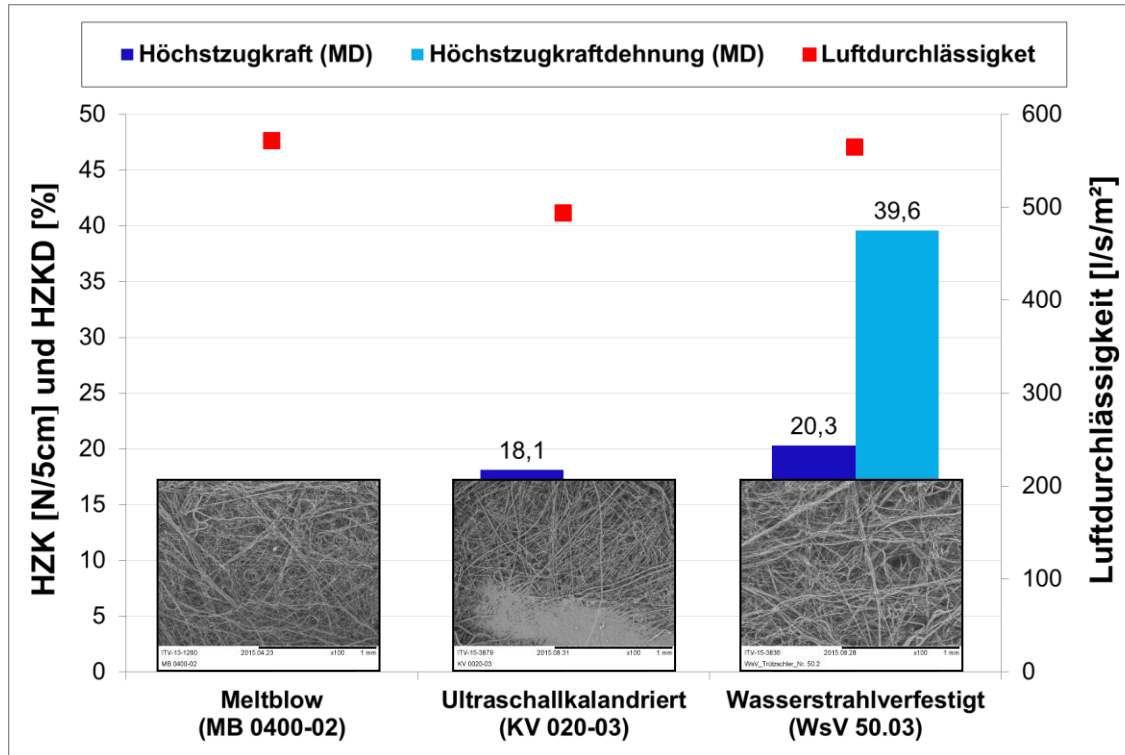 Höchstzugkraft (MD) Höchstzugkraftdehnung (MD) Luftdurchlässigket
HZK [N/5cm] und HZKD [%]
50
45
40
35
30
25
20
15
10
5
0
18,1
20,3
39,6
600
500
400
300
200
100
0
Luftdurchlässigkeit [l/s/m²]
ITV-13-1280 2015.04.23 x100 1 mm
MB 0400-02
ITV-15-3879 2015.08.31 x100 1 mm
KV 0020-03
ITV-15-3836 2015.08.28 x100 1 mm
WsV_Trützschler_Nr. 50.2
Meltblow
(MB 0400-02)
Ultraschallkalandriert
(KV 020-03)
Wasserstrahlverfestigt
(WsV 50.03)